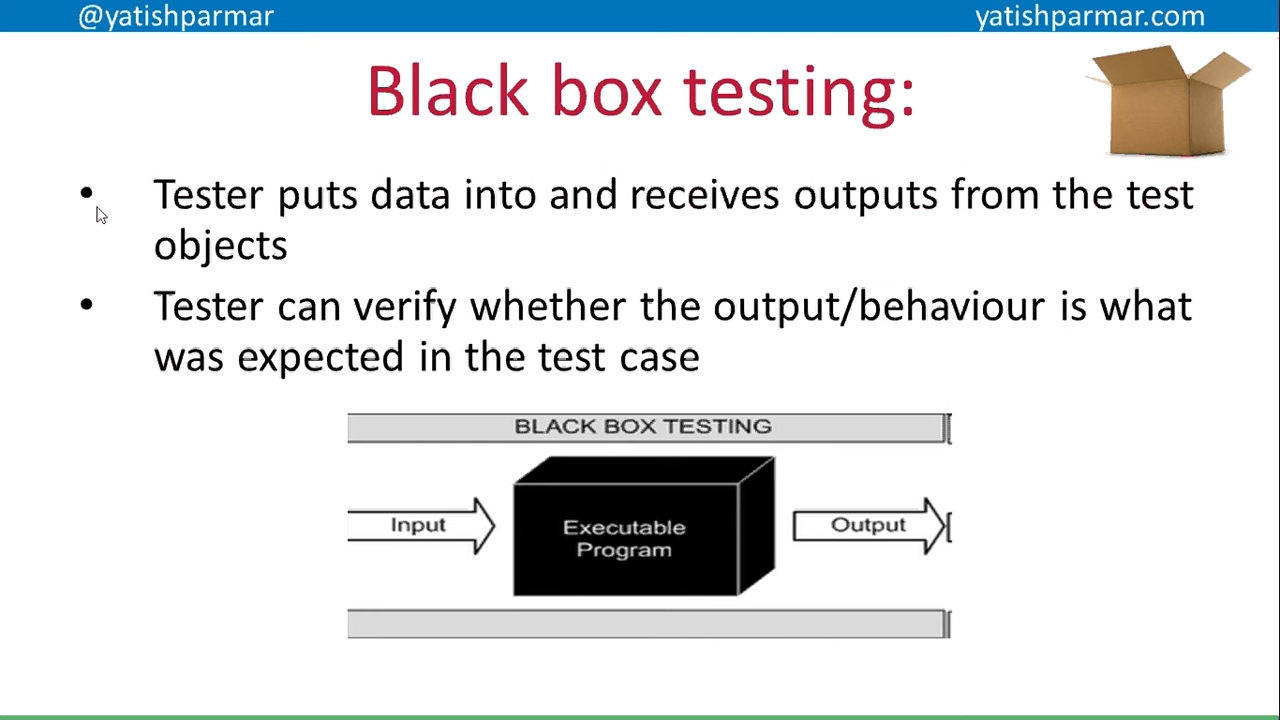 @yatishparmar
yatishparmar.com
Black box testing:
• Tester puts data into and receives outputs from the test
objects
• Tester can verify whether the output/behaviour is what
was expected in the test case
BLACK BOX TESTING
Input
Executable
Program
Output